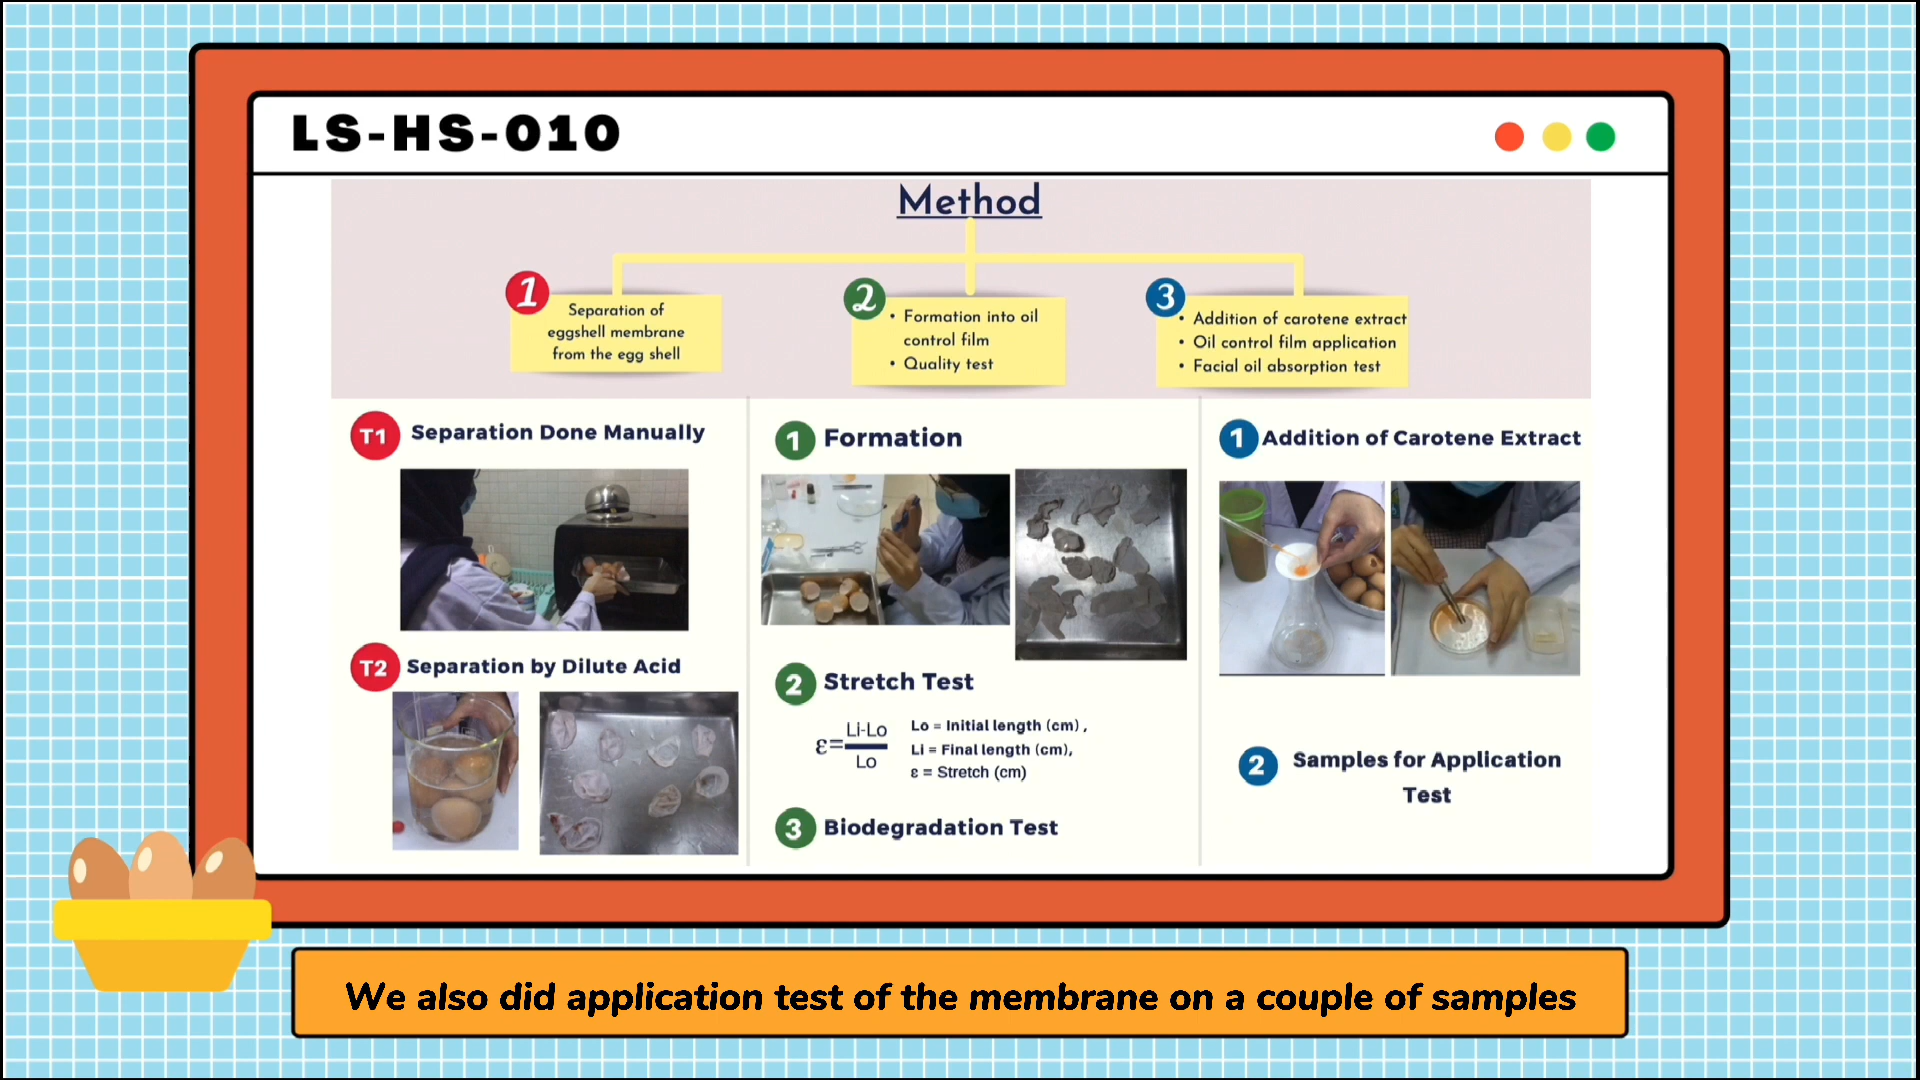 LS-HS-010
Method
1
Separation of
eggshell membrane
from the egg shell
2
• Formation into oil
control film
• Quality test
3
• Addition of carotene extract
• Oil control film application
• Facial oil absorption test
T1 Separation Done Manually
T2 Separation by Dilute Acid
1 Formation
2 Stretch Test
ε= Li-Lo
Lo
Lo = Initial length (cm) ,
Li = Final length (cm),
ε = Stretch (cm)
3 Biodegradation Test
1 Addition of Carotene Extract
2 Samples for Application
Test
We also did application test of the membrane on a couple of samples